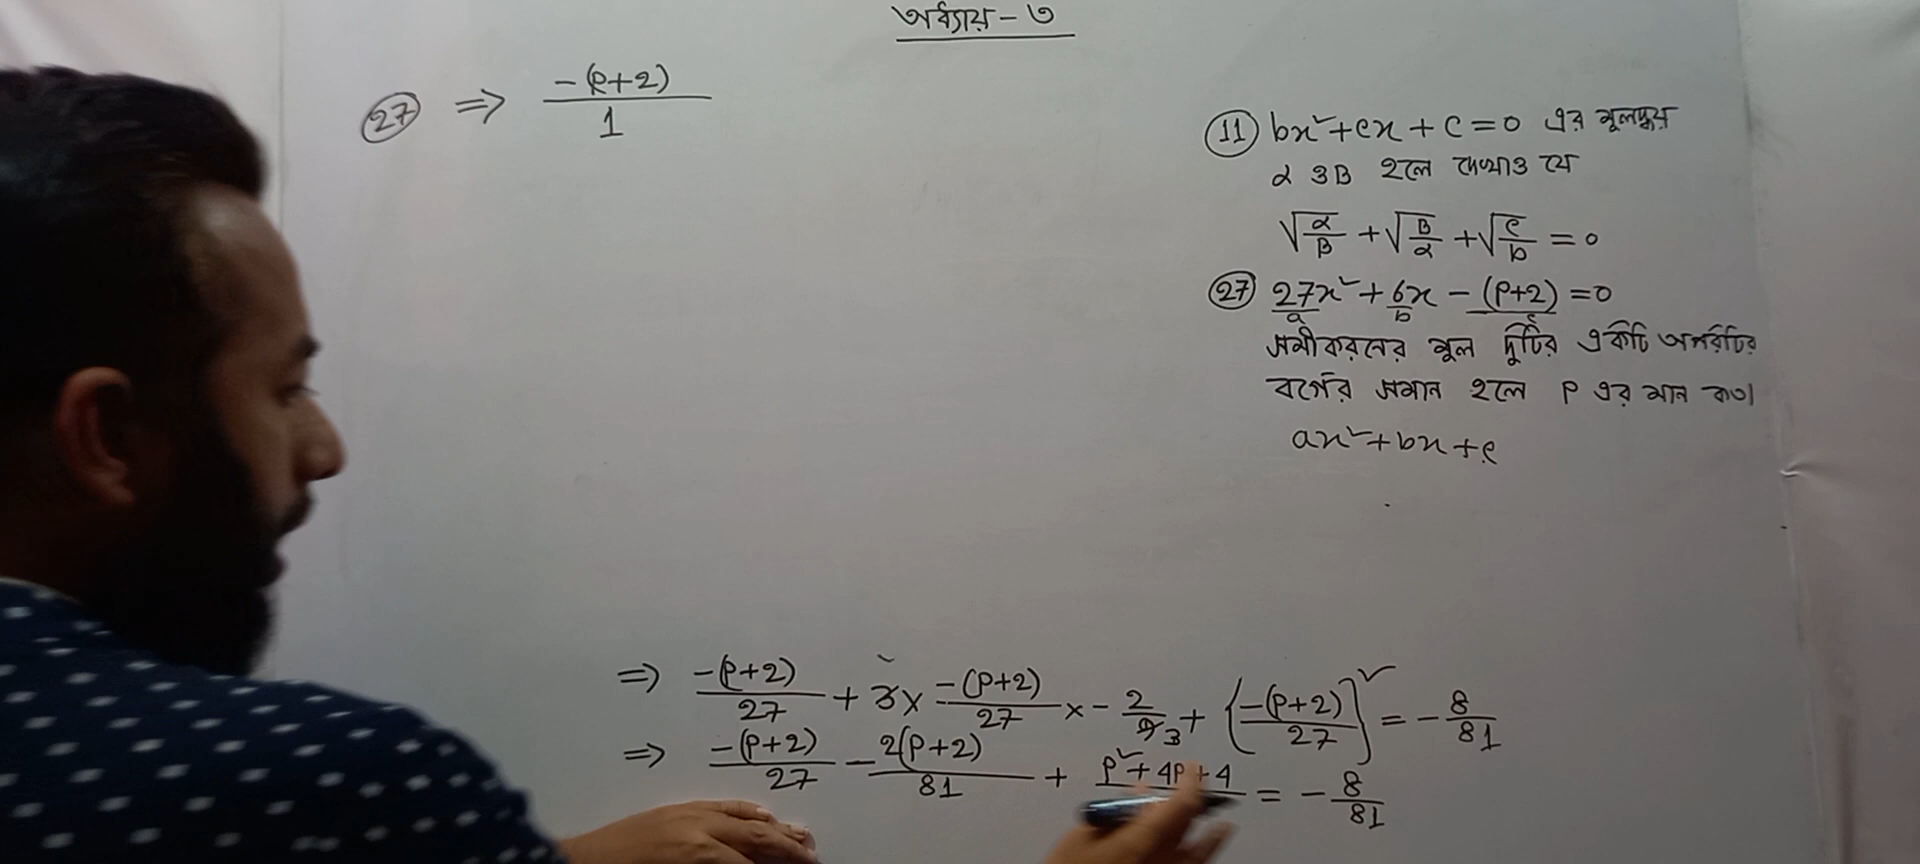 অধ্যায় - ৩
27 ⇒ -(p+2)/1
11 bx²+cx+c=0 এর মূলদ্বয়
α ও β হলে দেখাও যে
√(α/β) + √(β/α) + √(c/b) = 0
27 27x²+6x-(p+2)=0
a b c
সমীকরনের মূল দুটির একটি অপরটির
বর্গের সমান হলে p এর মান কত।
ax²+bx+c
⇒ -(p+2)/27 + 3× -(p+2)/27 × -2/9 3 + {-(p+2)/27}² = -8/81
⇒ -(p+2)/27 - 2(p+2)/81 + p²+4p+4 = -8/81